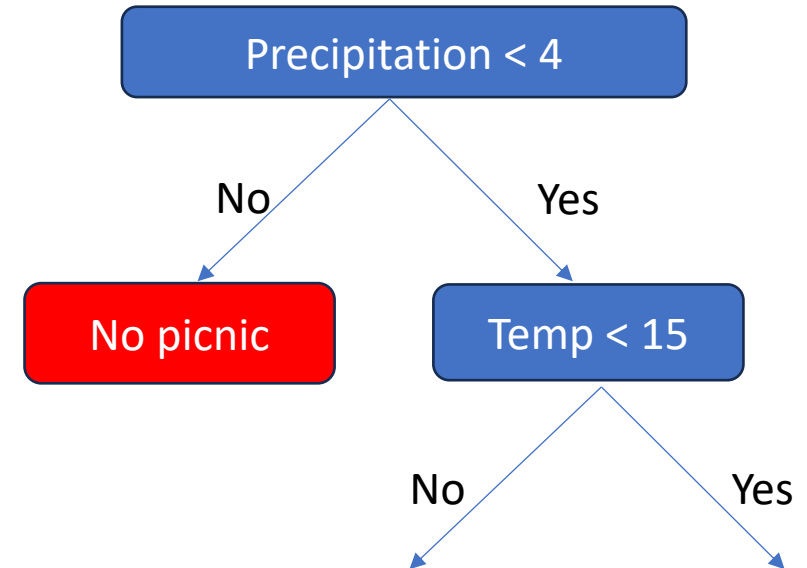 Precipitation < 4
No
Yes
No picnic
Temp < 15
No
Yes